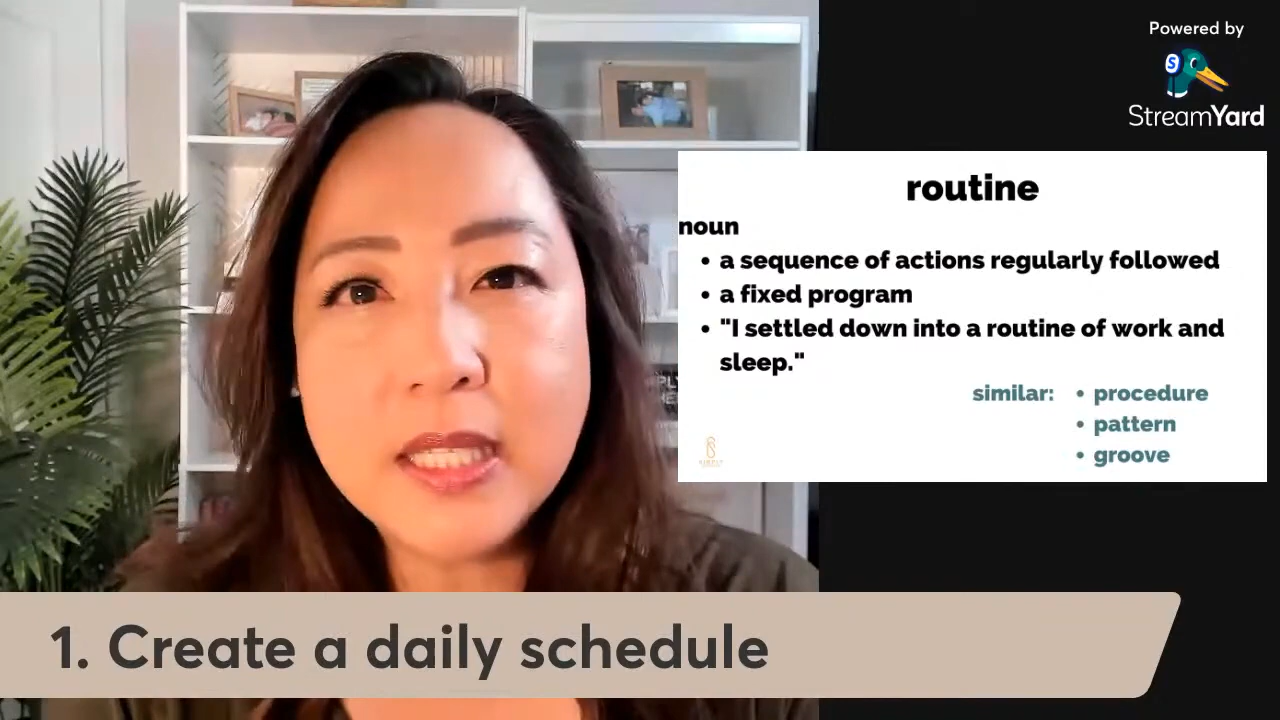 Powered by
S
StreamYard
routine
noun
• a sequence of actions regularly followed
• a fixed program
• "I settled down into a routine of work and
sleep."
similar: • procedure
• pattern
• groove
SIMPLY
1. Create a daily schedule